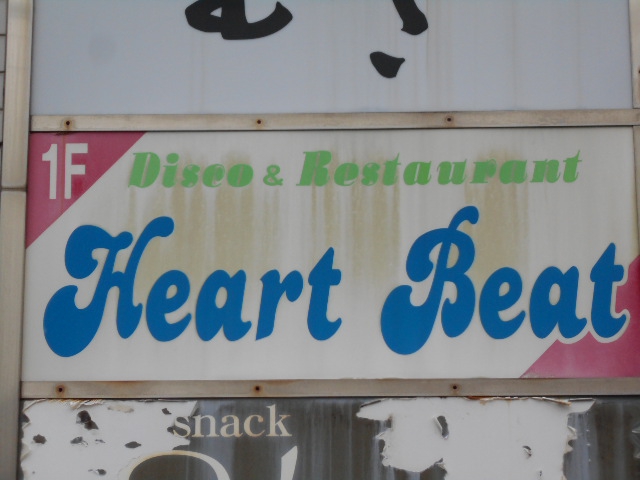 1F
Disco & Restaurant
Heart Beat
snack